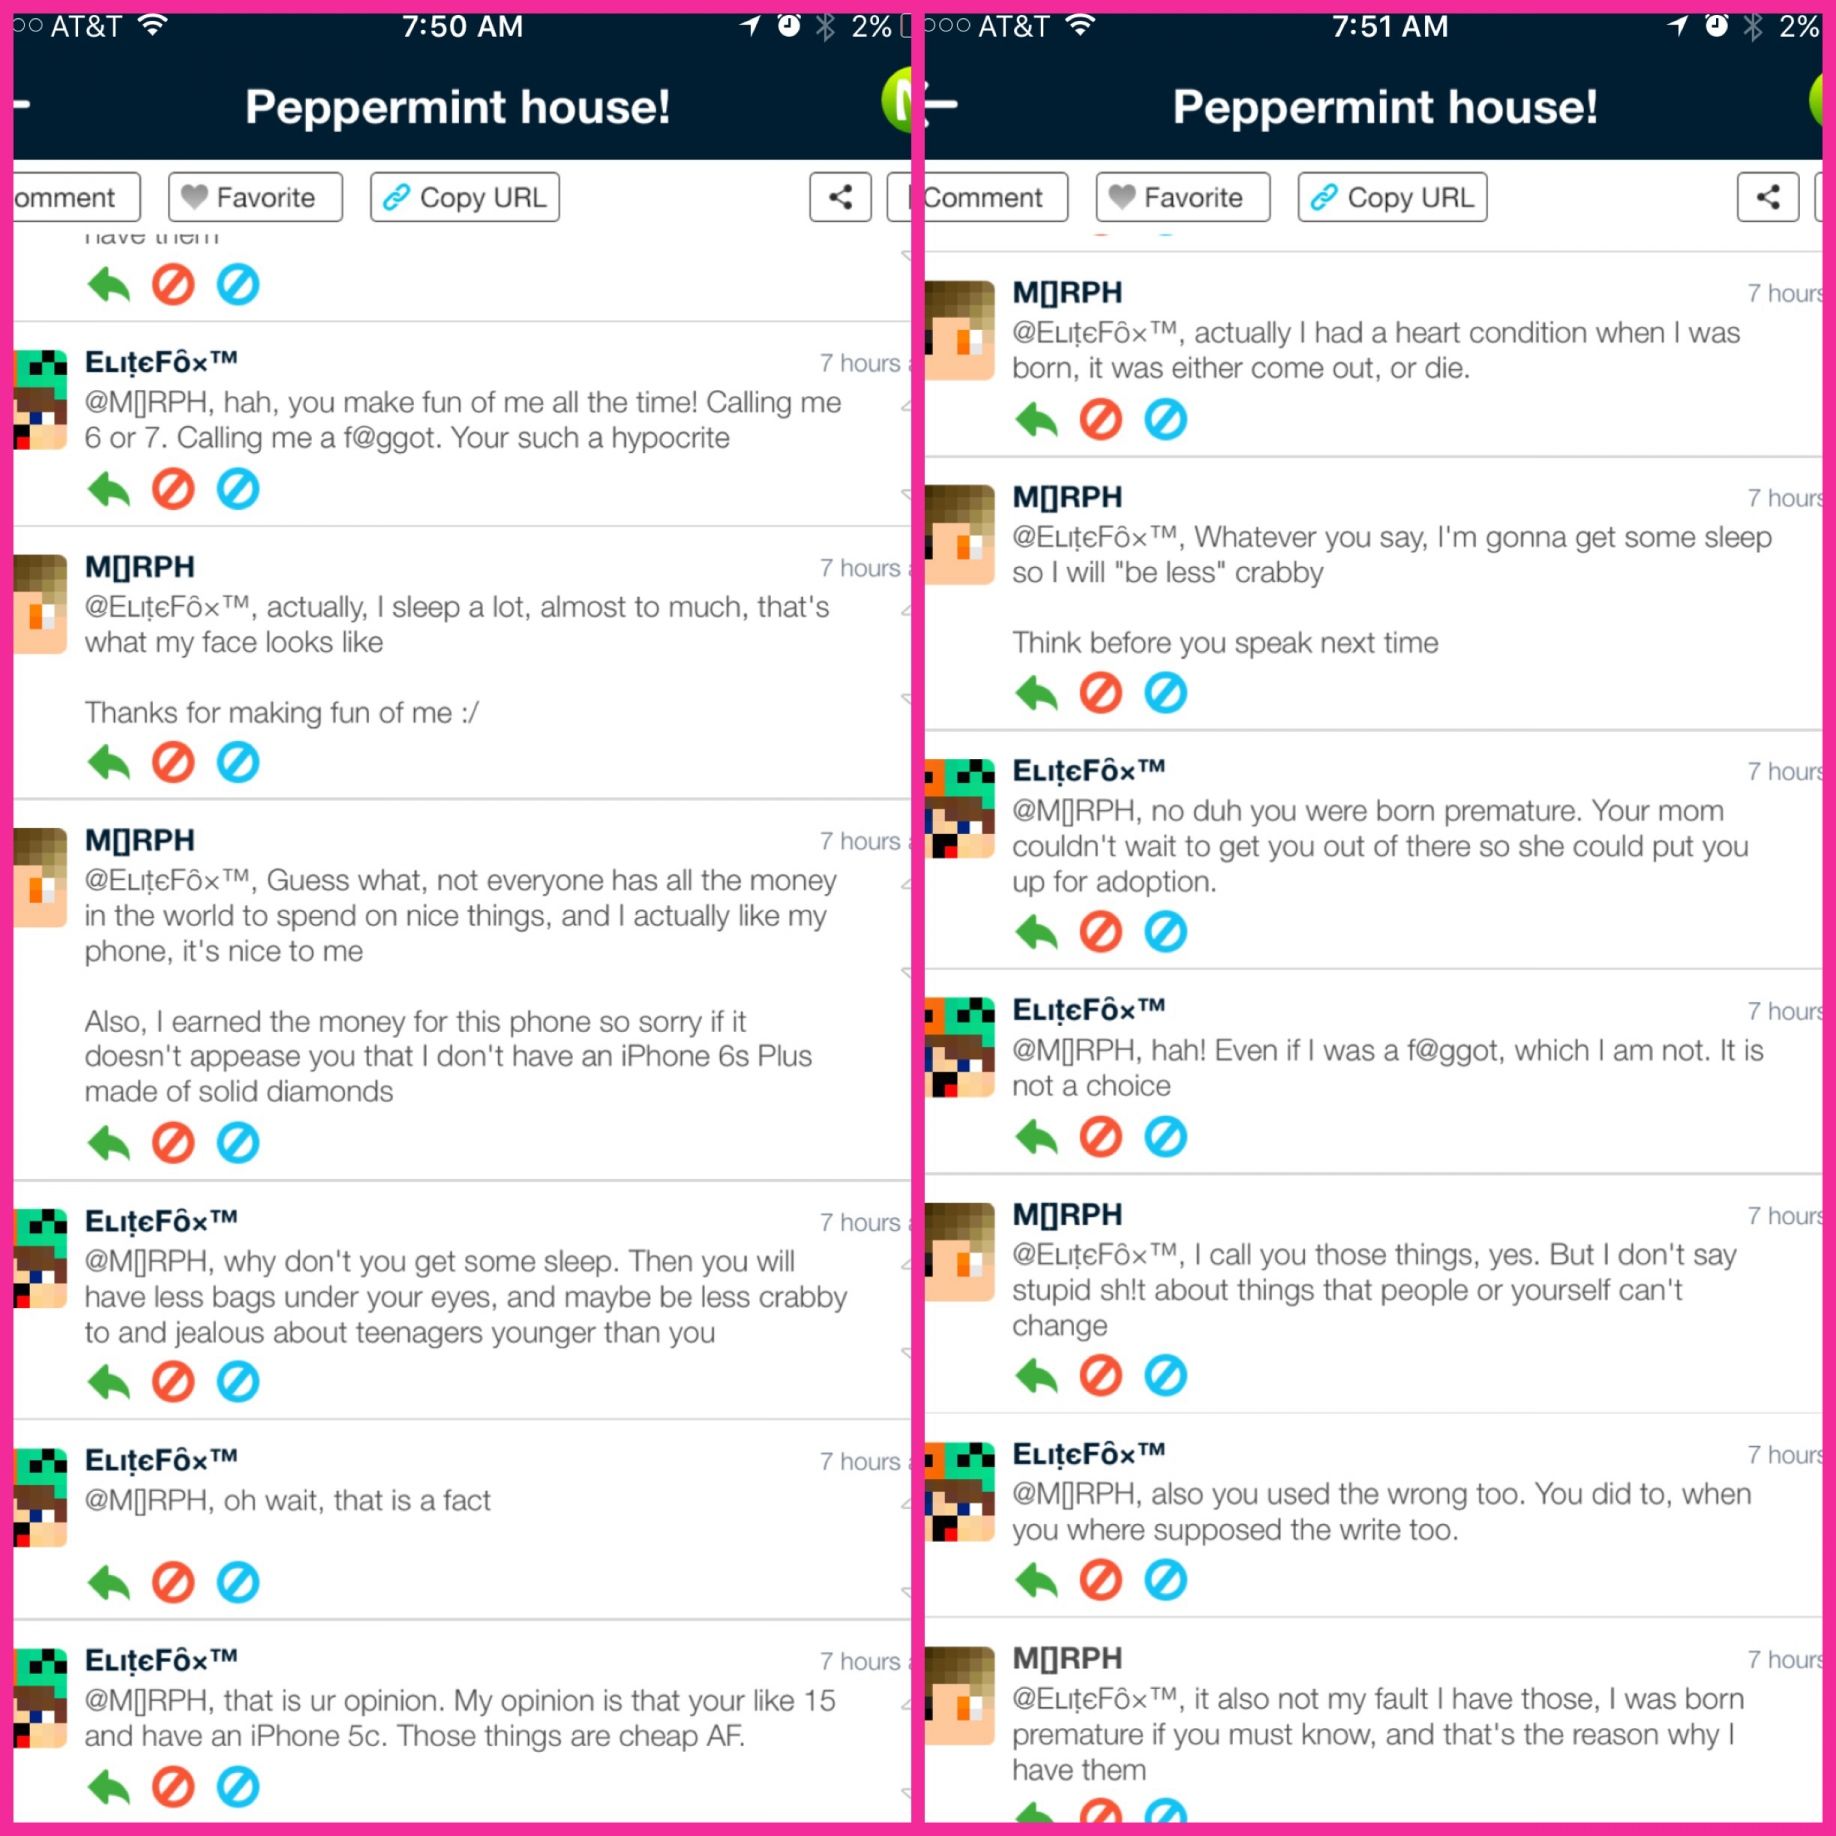 AT&T
7:50 AM
2%
Peppermint house!
omment
Favorite
Copy URL
have them
ELıţєFôx™
7 hours
@M[]RPH, hah, you make fun of me all the time! Calling me
6 or 7. Calling me a f@ggot. Your such a hypocrite
M[]RPH
7 hours
@ELıţєFôx™, actually, I sleep a lot, almost to much, that's
what my face looks like
Thanks for making fun of me :/
M[]RPH
7 hours
@ELıţєFôx™, Guess what, not everyone has all the money
in the world to spend on nice things, and I actually like my
phone, it's nice to me
Also, I earned the money for this phone so sorry if it
doesn't appease you that I don't have an iPhone 6s Plus
made of solid diamonds
ELıţєFôx™
7 hours
@M[]RPH, why don't you get some sleep. Then you will
have less bags under your eyes, and maybe be less crabby
to and jealous about teenagers younger than you
ELıţєFôx™
7 hours
@M[]RPH, oh wait, that is a fact
ELıţєFôx™
7 hours
@M[]RPH, that is ur opinion. My opinion is that your like 15
and have an iPhone 5c. Those things are cheap AF.
AT&T
7:51 AM
2%
Peppermint house!
Comment
Favorite
Copy URL
M[]RPH
7 hours
@ELıţєFôx™, actually I had a heart condition when I was
born, it was either come out, or die.
M[]RPH
7 hours
@ELıţєFôx™, Whatever you say, I'm gonna get some sleep
so I will "be less" crabby
Think before you speak next time
ELıţєFôx™
7 hours
@M[]RPH, no duh you were born premature. Your mom
couldn't wait to get you out of there so she could put you
up for adoption.
ELıţєFôx™
7 hours
@M[]RPH, hah! Even if I was a f@ggot, which I am not. It is
not a choice
M[]RPH
7 hours
@ELıţєFôx™, I call you those things, yes. But I don't say
stupid sh!t about things that people or yourself can't
change
ELıţєFôx™
7 hours
@M[]RPH, also you used the wrong too. You did to, when
you where supposed the write too.
M[]RPH
7 hours
@ELıţєFôx™, it also not my fault I have those, I was born
premature if you must know, and that's the reason why I
have them